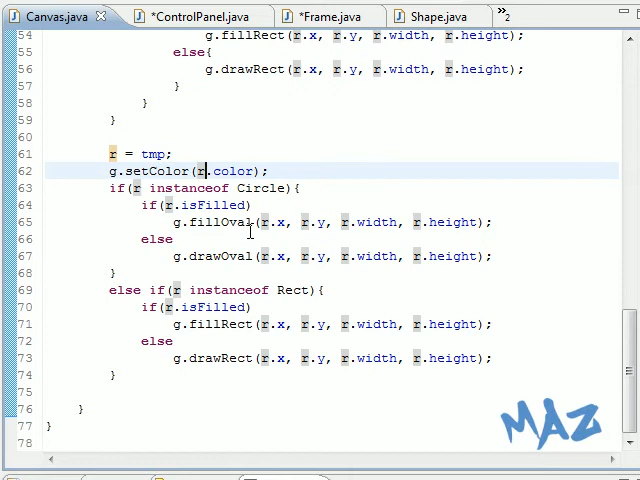 Canvas.java *ControlPanel.java *Frame.java Shape.java »2
54 g.fillRect(r.x, r.y, r.width, r.height);
55 else{
56 g.drawRect(r.x, r.y, r.width, r.height);
57 }
58 }
59 }
60
61 r = tmp;
62 g.setColor(r.color);
63 if(r instanceof Circle){
64 if(r.isFilled)
65 g.fillOval(r.x, r.y, r.width, r.height);
66 else
67 g.drawOval(r.x, r.y, r.width, r.height);
68 }
69 else if(r instanceof Rect){
70 if(r.isFilled)
71 g.fillRect(r.x, r.y, r.width, r.height);
72 else
73 g.drawRect(r.x, r.y, r.width, r.height);
74 }
75
76 }
77 }
78
MAZ